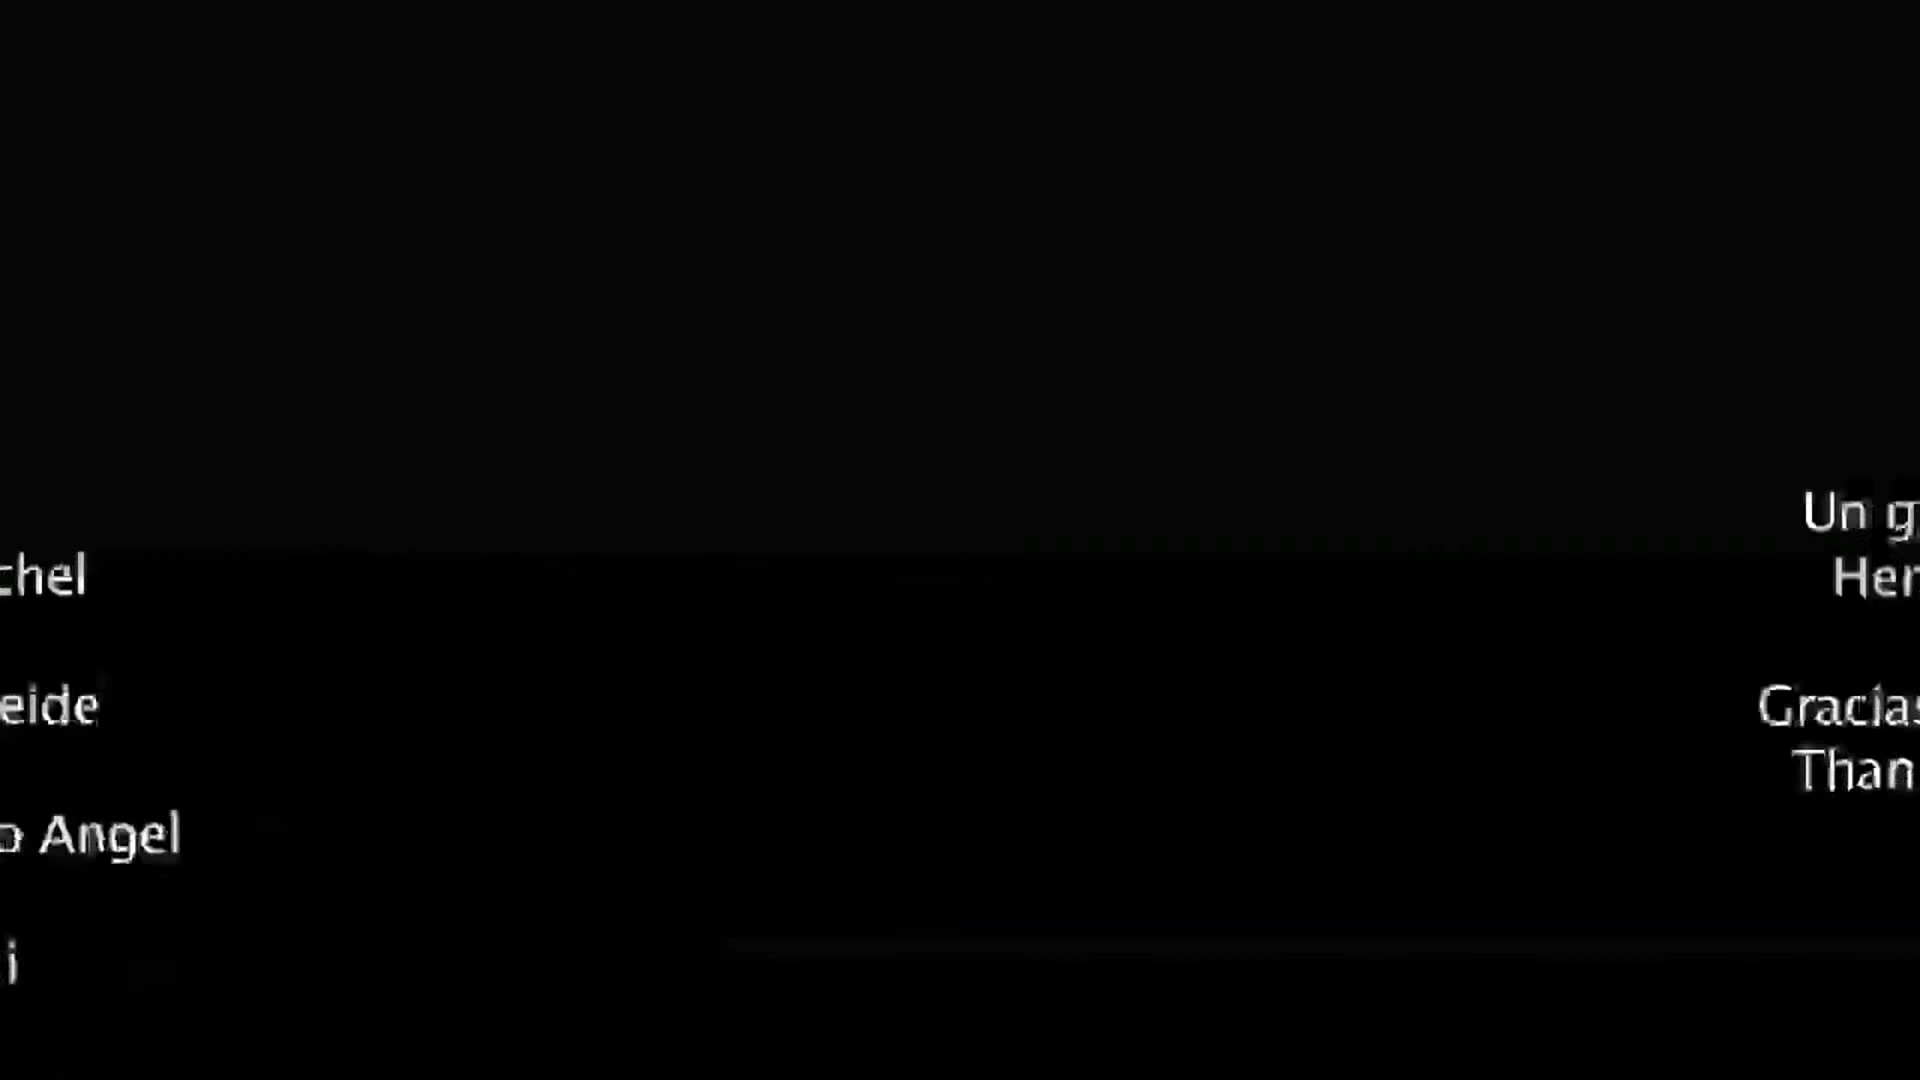 chel
eide
o Angel
i
Un g
Her
Gracias
Than